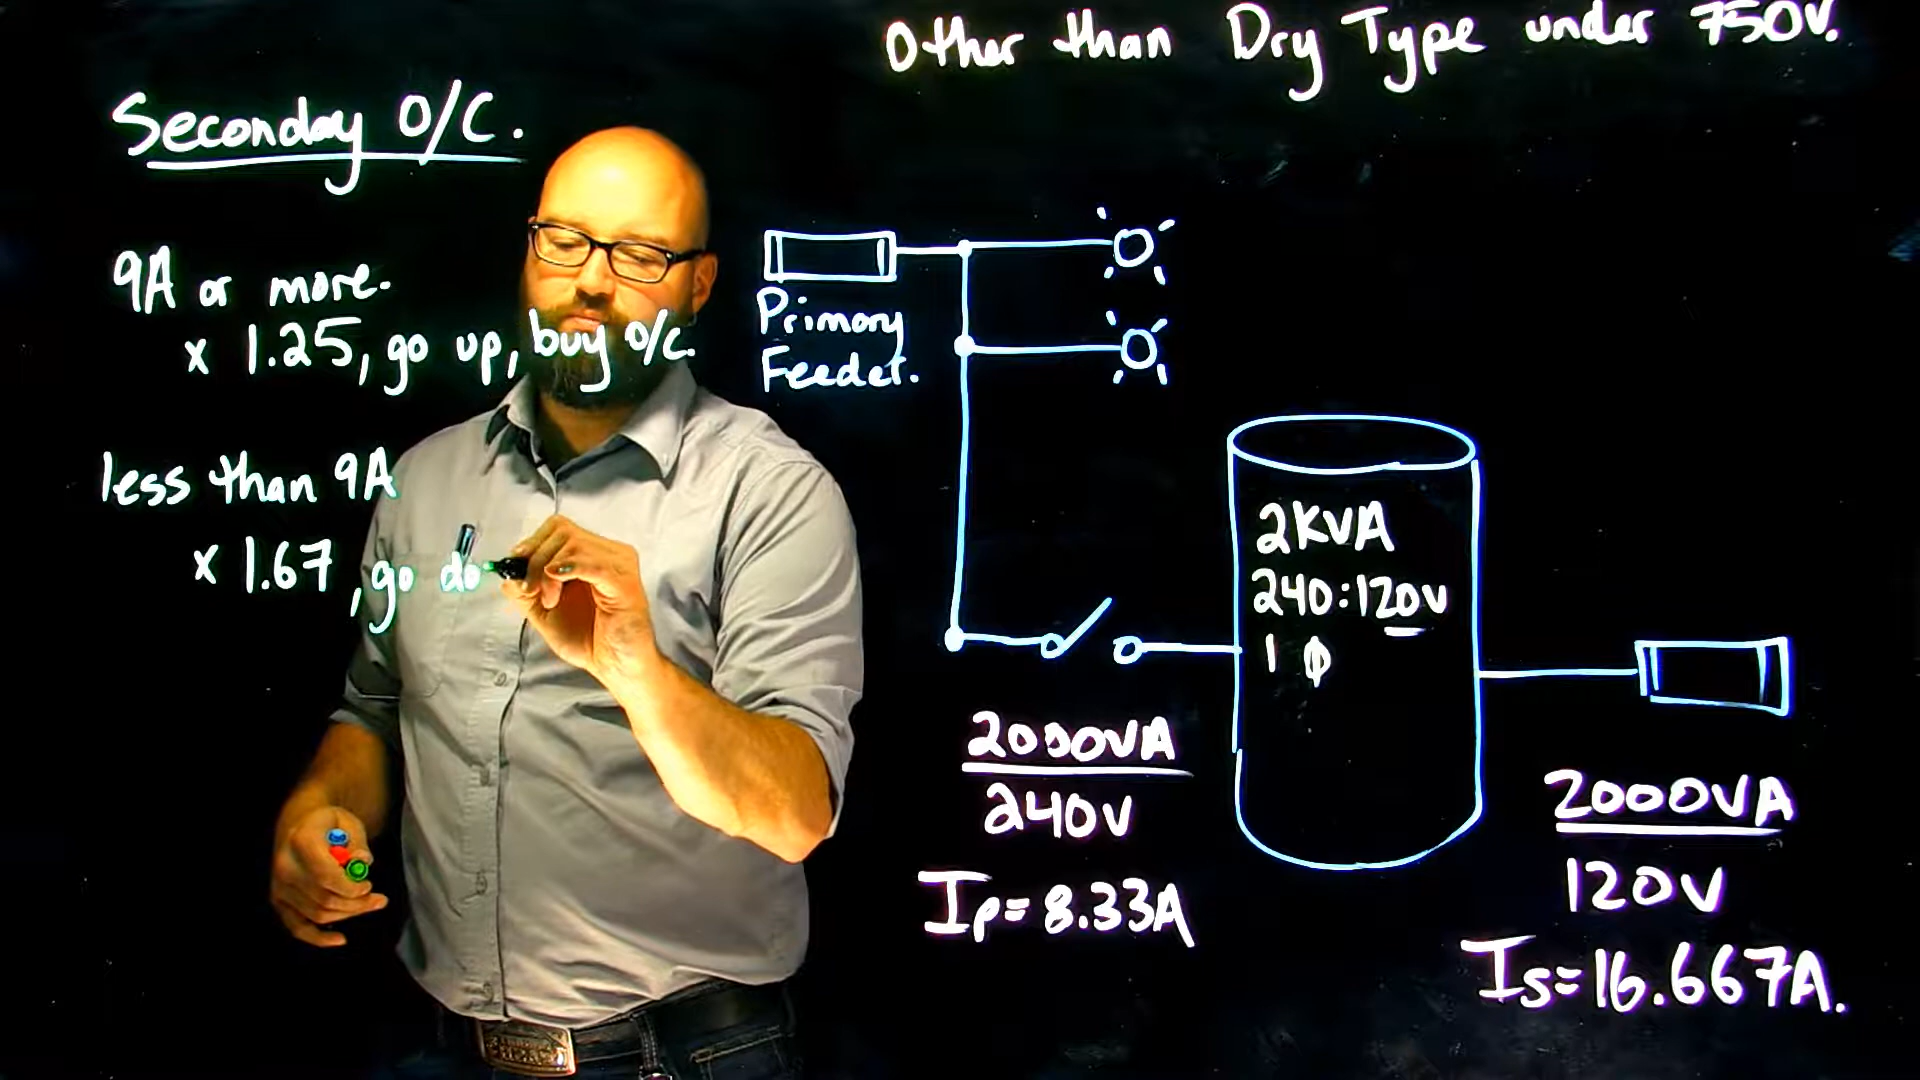 Other than Dry Type under 750V.
Seconday O/C.
9A or more.
x 1.25, go up, buy O/C.
less than 9A
x 1.67, go do
Primary
Feeder.
2KVA
240:120V
1 ϕ
2000VA
240V
Ip= 8.33A
2000VA
120V
Is=16.667A.